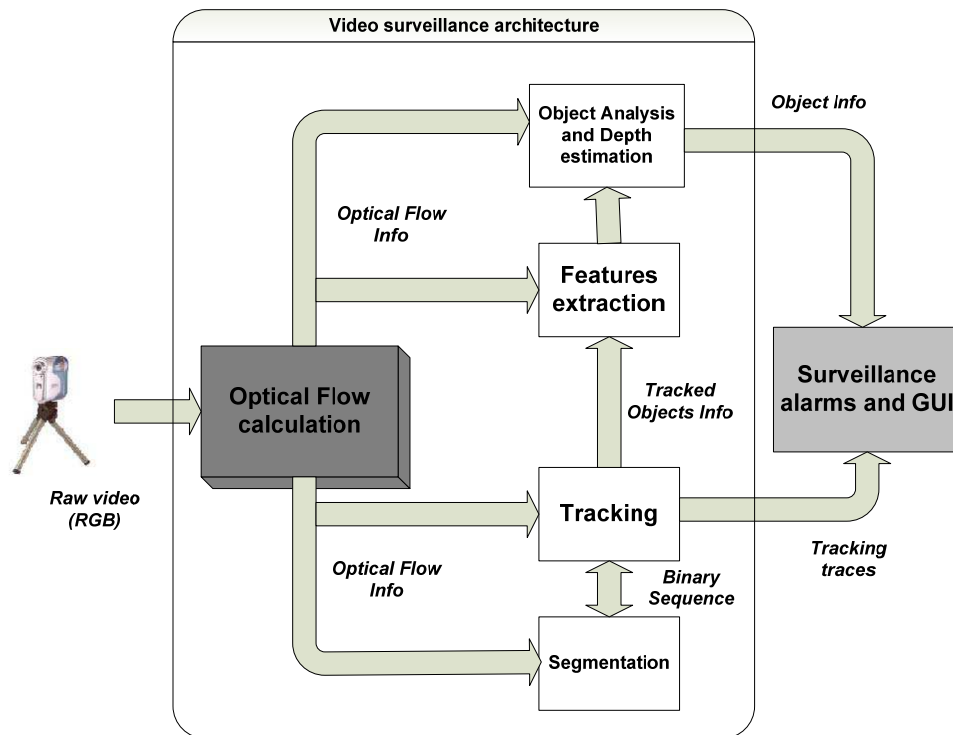 Video surveillance architecture
Object Analysis
and Depth
estimation
Object Info
Optical Flow
Info
Features
extraction
Optical Flow
calculation
Tracked
Objects Info
Surveillance
alarms and GUI
Raw video
(RGB)
Tracking
Optical Flow
Info
Binary
Sequence
Tracking
traces
Segmentation